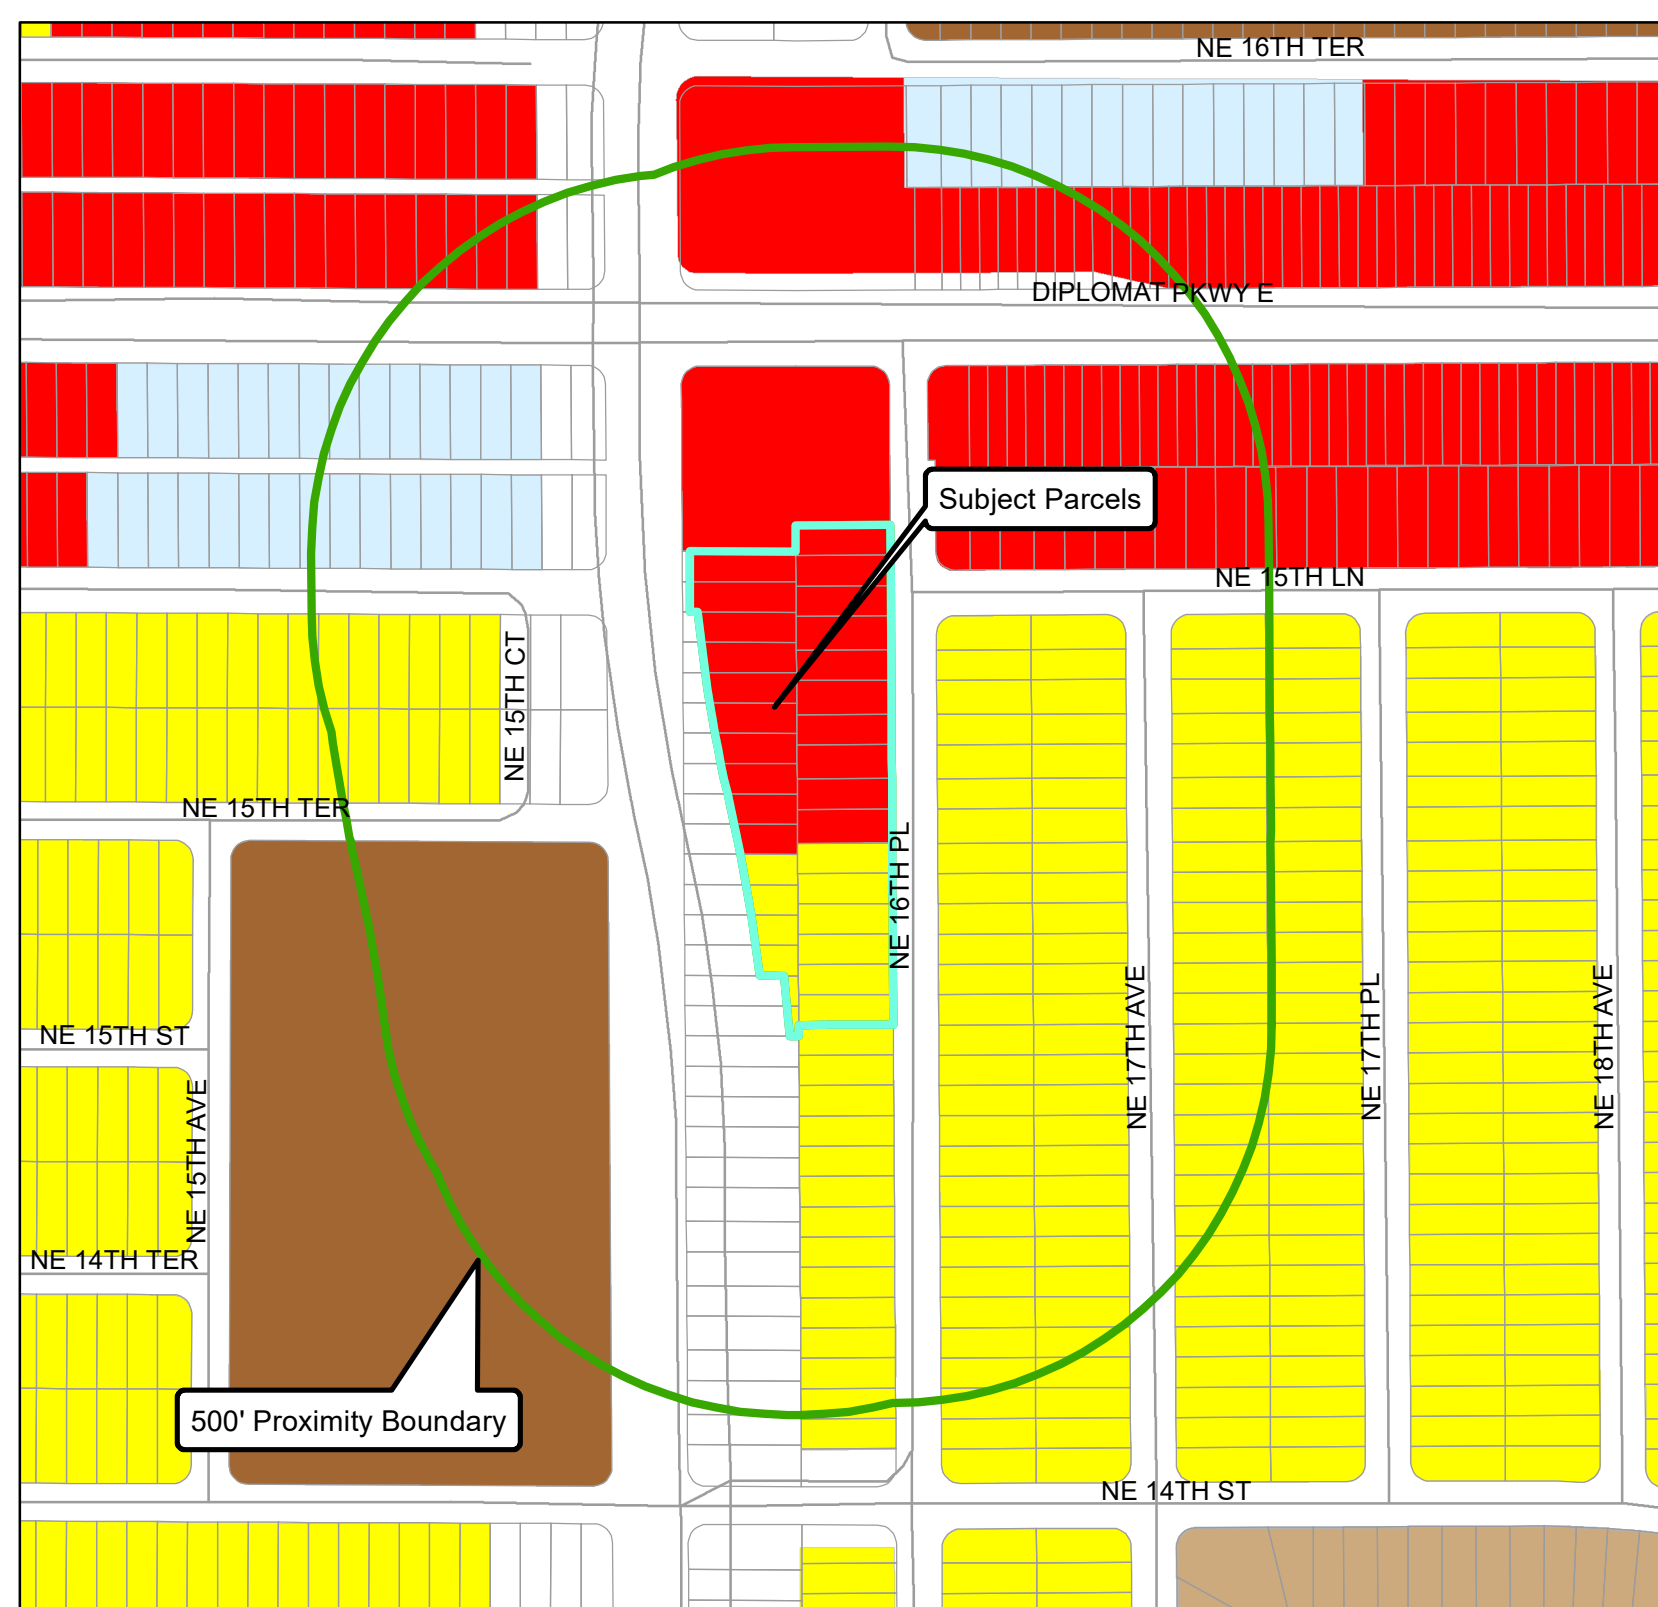 NE 16TH TER
DIPLOMAT PKWY E
Subject Parcels
NE 15TH LN
NE 15TH CT
NE 15TH TER
NE 16TH PL
NE 17TH AVE
NE 17TH PL
NE 18TH AVE
NE 15TH ST
NE 15TH AVE
NE 14TH TER
500' Proximity Boundary
NE 14TH ST